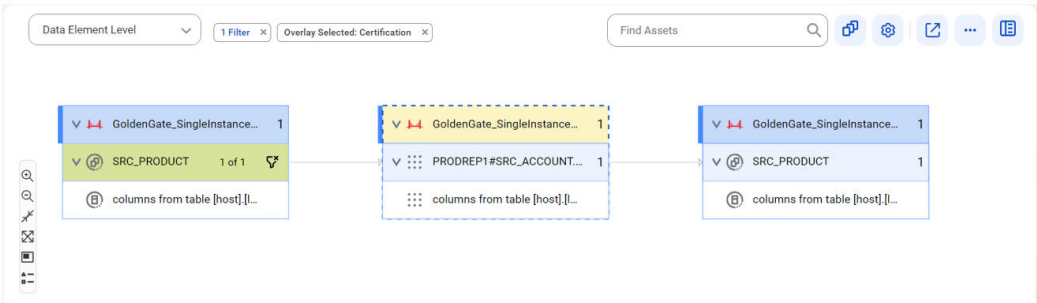 Data Element Level
1 Filter ×
Overlay Selected: Certification ×
Find Assets
GoldenGate_SingleInstance... 1
SRC_PRODUCT 1 of 1
columns from table [host].[l...
GoldenGate_SingleInstance... 1
PRODREP1#SRC_ACCOUNT.... 1
columns from table [host].[l...
GoldenGate_SingleInstance... 1
SRC_PRODUCT 1
columns from table [host].[l...